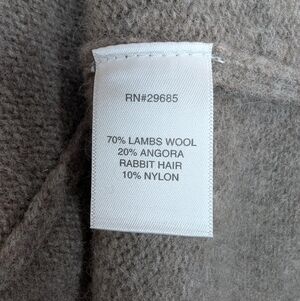 RN#29685
70% LAMBS WOOL
20% ANGORA
RABBIT HAIR
10% NYLON